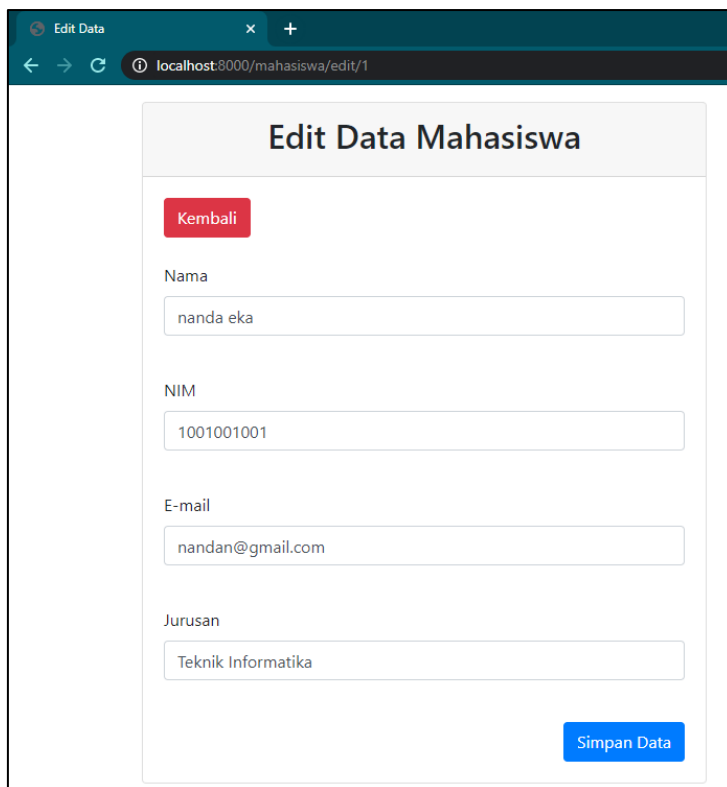 Edit Data
localhost:8000/mahasiswa/edit/1
Edit Data Mahasiswa
Kembali
Nama
nanda eka
NIM
1001001001
E-mail
nandan@gmail.com
Jurusan
Teknik Informatika
Simpan Data